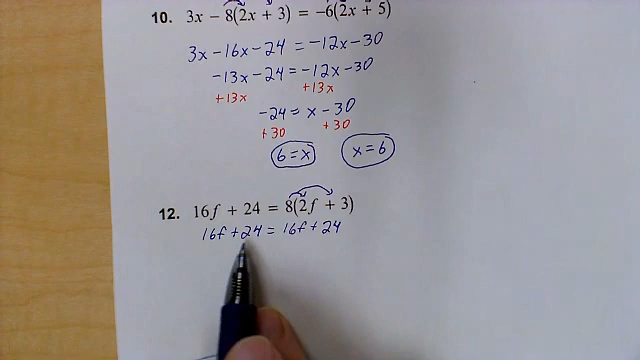 10. 3x − 8(2x + 3) = −6(2x + 5)
3x − 16x − 24 = −12x − 30
−13x − 24 = −12x − 30
+13x +13x
−24 = x − 30
+30 +30
6 = x x = 6
12. 16f + 24 = 8(2f + 3)
16f + 24 = 16f + 24